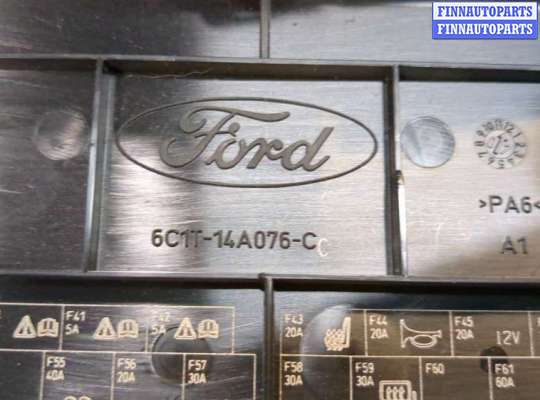 FINNAUTOPARTS
FINNAUTOPARTS
Ford
6C1T-14A076-C
C
>PA6<
A1
F41 5A
F42 5A
F43 20A
F44 20A
F45 20A
12V
F55 40A
F56 20A
F57 30A
F58 30A
F59 30A
F60
F61 60A